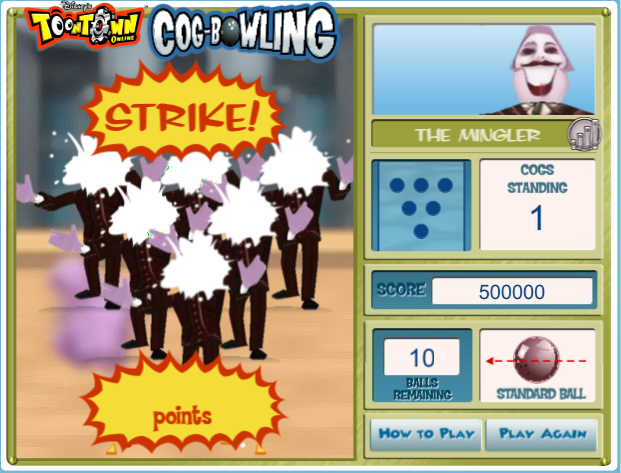 Disney's
TOONTOWN
ONLINE
COG-BOWLING
STRIKE!
points
THE MINGLER
COGS
STANDING
1
SCORE 500000
10
BALLS
REMAINING
STANDARD BALL
HOW TO PLAY
PLAY AGAIN